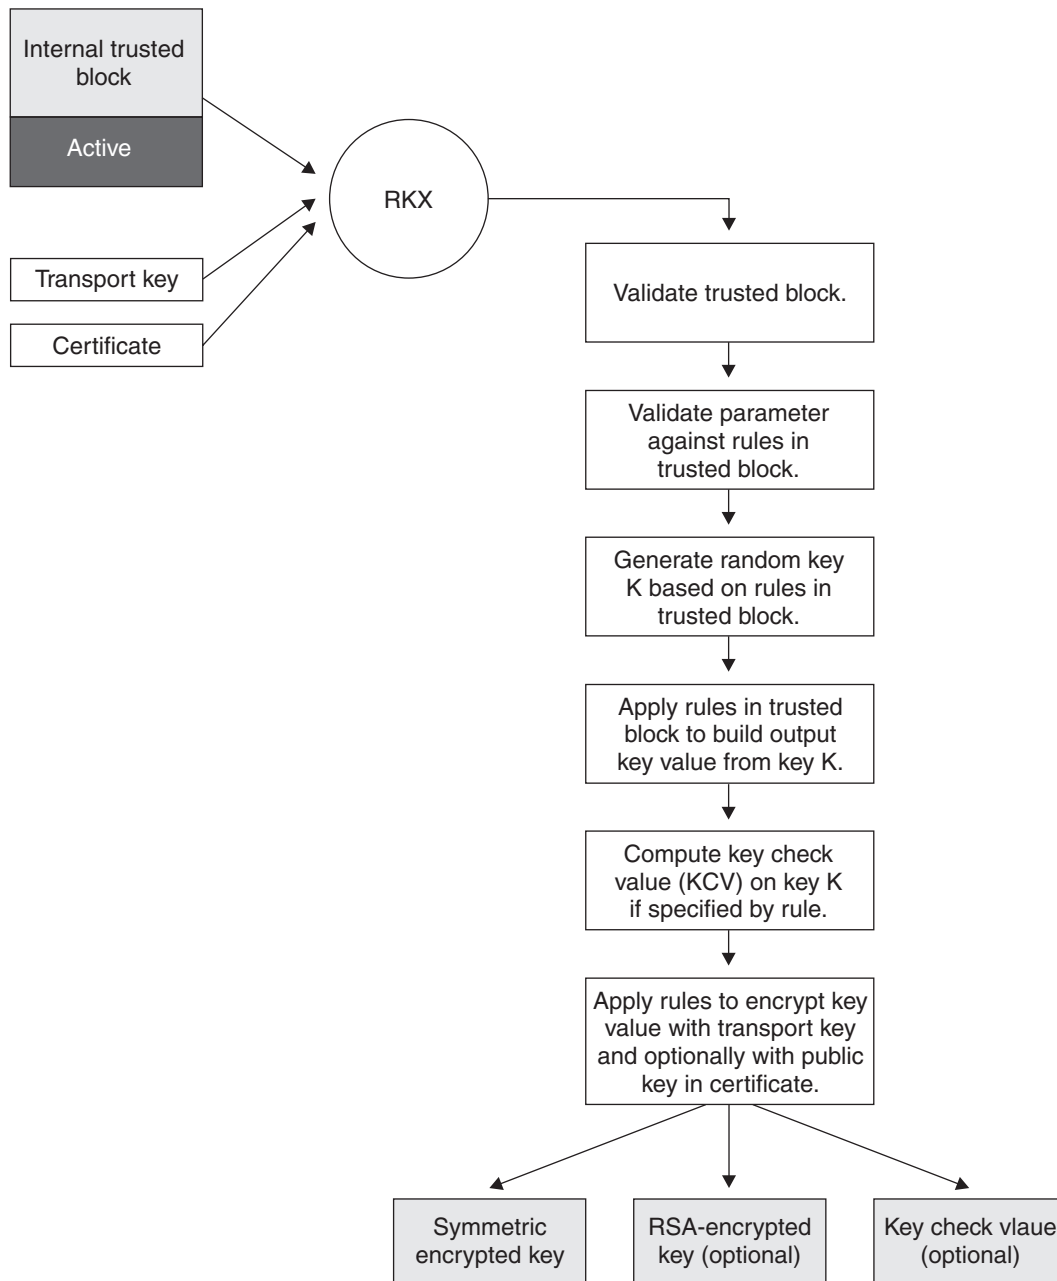 Internal trusted
block
Active
Transport key
Certificate
RKX
Validate trusted block.
Validate parameter
against rules in
trusted block.
Generate random key
K based on rules in
trusted block.
Apply rules in trusted
block to build output
key value from key K.
Compute key check
value (KCV) on key K
if specified by rule.
Apply rules to encrypt key
value with transport key
and optionally with public
key in certificate.
Symmetric
encrypted key
RSA-encrypted
key (optional)
Key check vlaue
(optional)